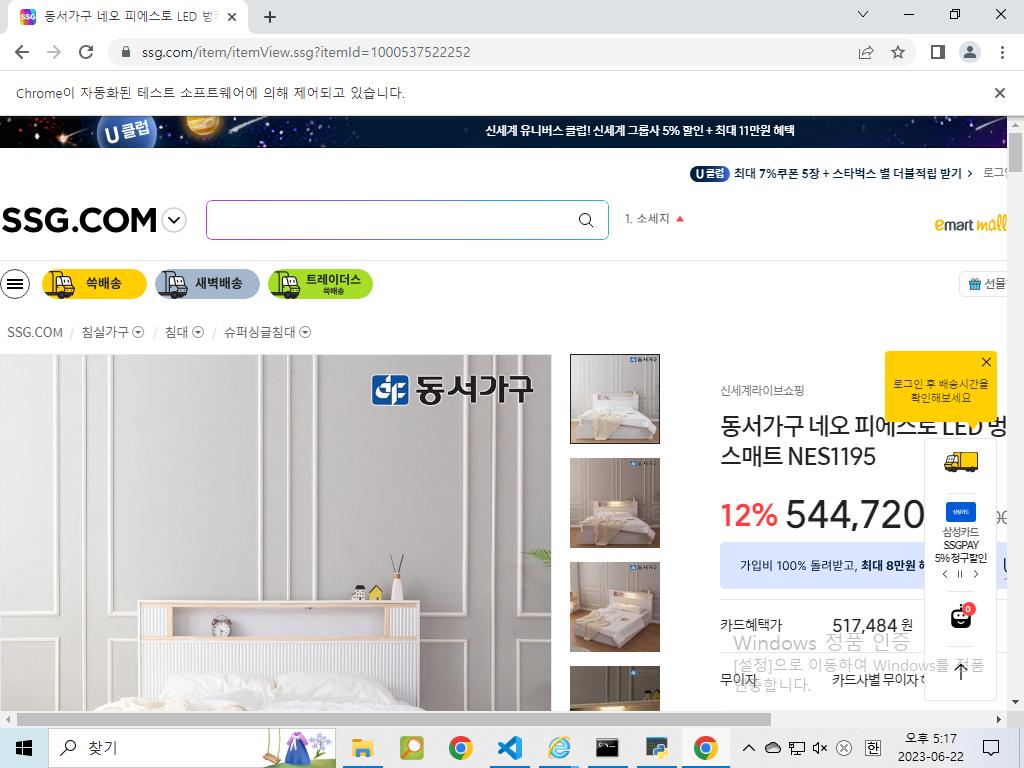 동서가구 네오 피에스토 LED 벙커
ssg.com/item/itemView.ssg?itemId=1000537522252
Chrome이 자동화된 테스트 소프트웨어에 의해 제어되고 있습니다.
U클럽
신세계 유니버스 클럽! 신세계 그룹사 5% 할인 + 최대 11만원 혜택
U클럽 최대 7%쿠폰 5장 + 스타벅스 별 더블적립 받기 > 로그인
SSG.COM
1. 소세지
emart mall
쓱배송
새벽배송
트레이더스
쓱배송
선물
SSG.COM / 침실가구 / 침대 / 슈퍼싱글침대
동서가구
신세계라이브쇼핑
동서가구 네오 피에스토 LED 벙
스매트 NES1195
로그인 후 배송시간을
확인해보세요
12% 544,720
삼성카드
삼성카드
SSGPAY
5% 청구할인
가입비 100% 돌려받고, 최대 8만원 혜
카드혜택가 517,484 원
0
무이자 카드사별 무이자
Windows 정품 인증
[설정]으로 이동하여 Windows를 정품
인증합니다.
찾기
한
오후 5:17
2023-06-22